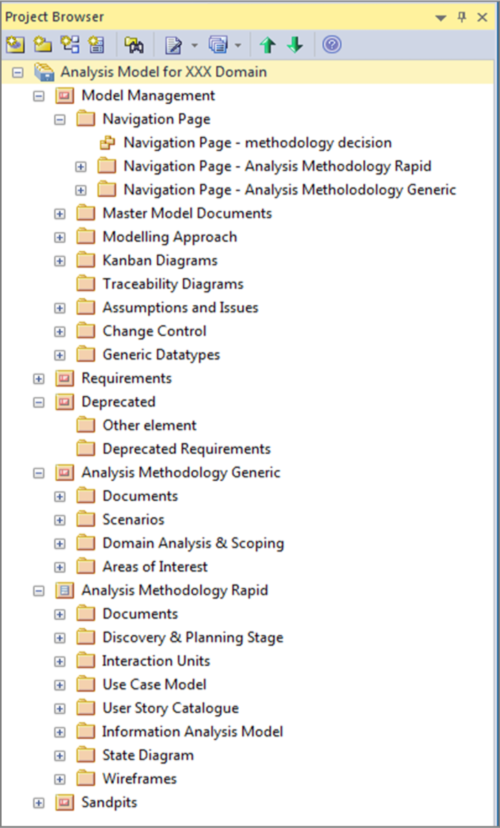 Project Browser
Analysis Model for XXX Domain
Model Management
Navigation Page
Navigation Page - methodology decision
Navigation Page - Analysis Methodology Rapid
Navigation Page - Analysis Metholodology Generic
Master Model Documents
Modelling Approach
Kanban Diagrams
Traceability Diagrams
Assumptions and Issues
Change Control
Generic Datatypes
Requirements
Deprecated
Other element
Deprecated Requirements
Analysis Methodology Generic
Documents
Scenarios
Domain Analysis & Scoping
Areas of Interest
Analysis Methodology Rapid
Documents
Discovery & Planning Stage
Interaction Units
Use Case Model
User Story Catalogue
Information Analysis Model
State Diagram
Wireframes
Sandpits